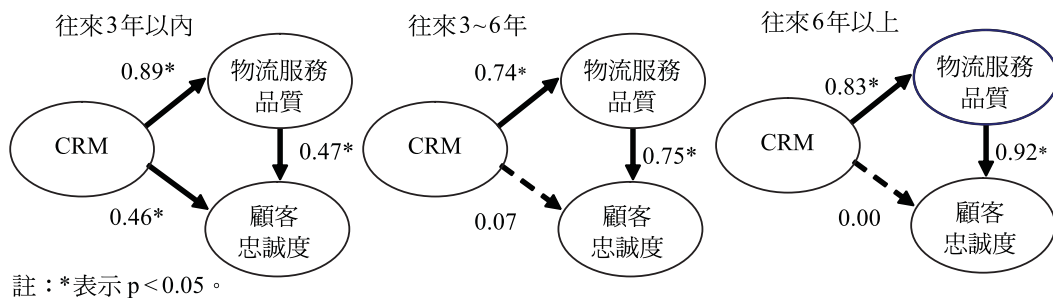 往來3年以內
0.89*
物流服務
品質
CRM
0.47*
0.46*
顧客
忠誠度
往來3~6年
0.74*
物流服務
品質
CRM
0.75*
0.07
顧客
忠誠度
往來6年以上
0.83*
物流服務
品質
CRM
0.92*
0.00
顧客
忠誠度
註：*表示 p<0.05。